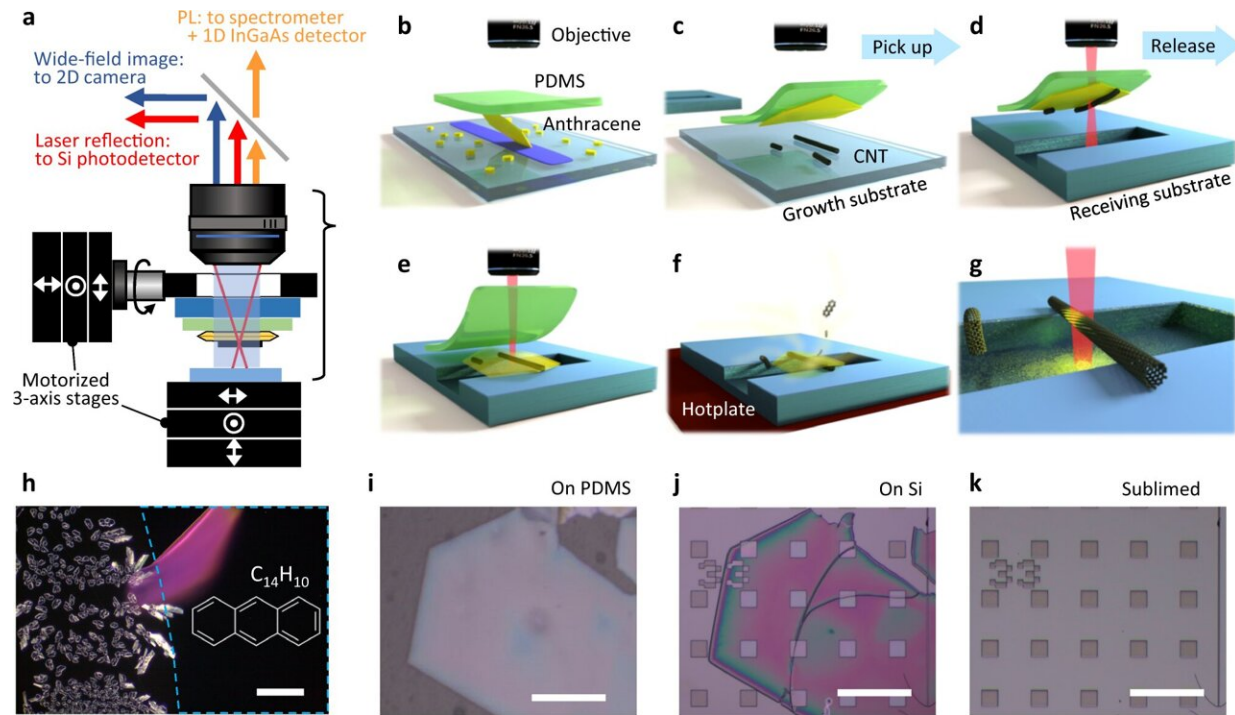 a
PL: to spectrometer
+ 1D InGaAs detector
Wide-field image:
to 2D camera
Laser reflection:
to Si photodetector
Motorized
3-axis stages
b
Objective
PDMS
Anthracene
c
Pick up
CNT
Growth substrate
d
Release
Receiving substrate
e
f
Hotplate
g
h
C₁₄H₁₀
i
On PDMS
j
On Si
k
Sublimed